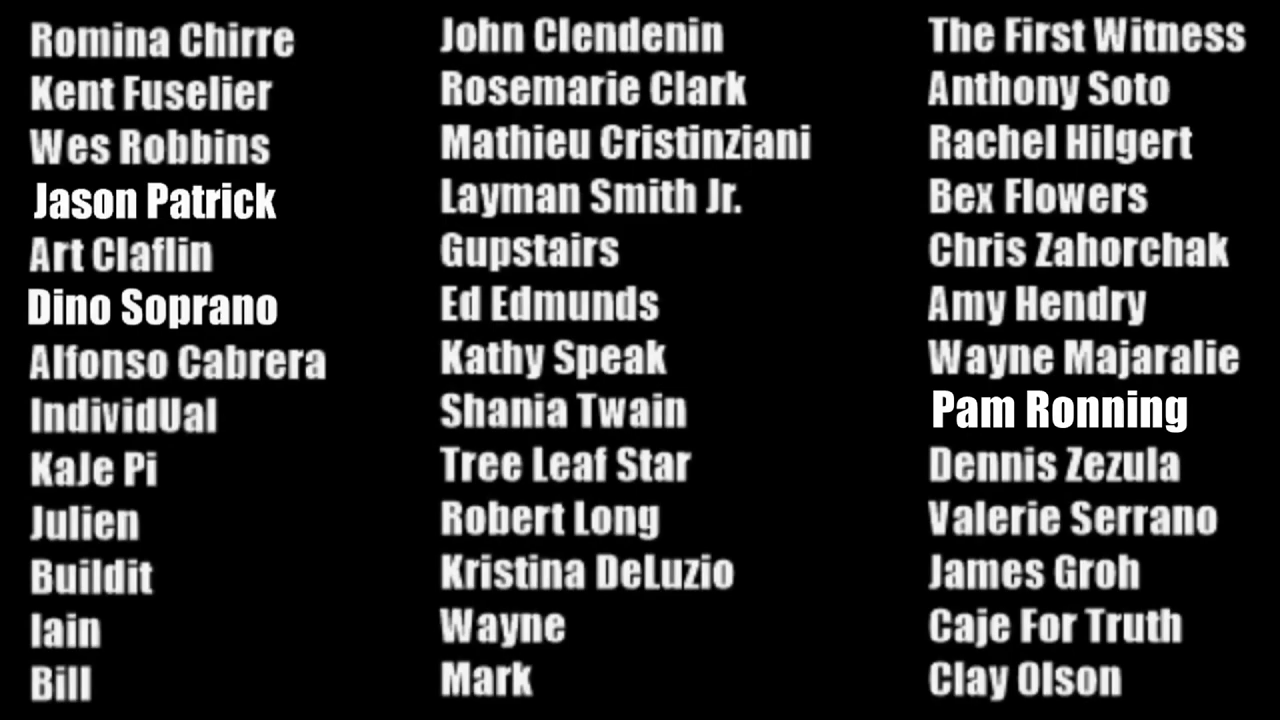 Romina Chirre
Kent Fuselier
Wes Robbins
Jason Patrick
Art Claflin
Dino Soprano
Alfonso Cabrera
IndividUal
KaJe Pi
Julien
Buildit
Iain
Bill
John Clendenin
Rosemarie Clark
Mathieu Cristinziani
Layman Smith Jr.
Gupstairs
Ed Edmunds
Kathy Speak
Shania Twain
Tree Leaf Star
Robert Long
Kristina DeLuzio
Wayne
Mark
The First Witness
Anthony Soto
Rachel Hilgert
Bex Flowers
Chris Zahorchak
Amy Hendry
Wayne Majaralie
Pam Ronning
Dennis Zezula
Valerie Serrano
James Groh
Caje For Truth
Clay Olson